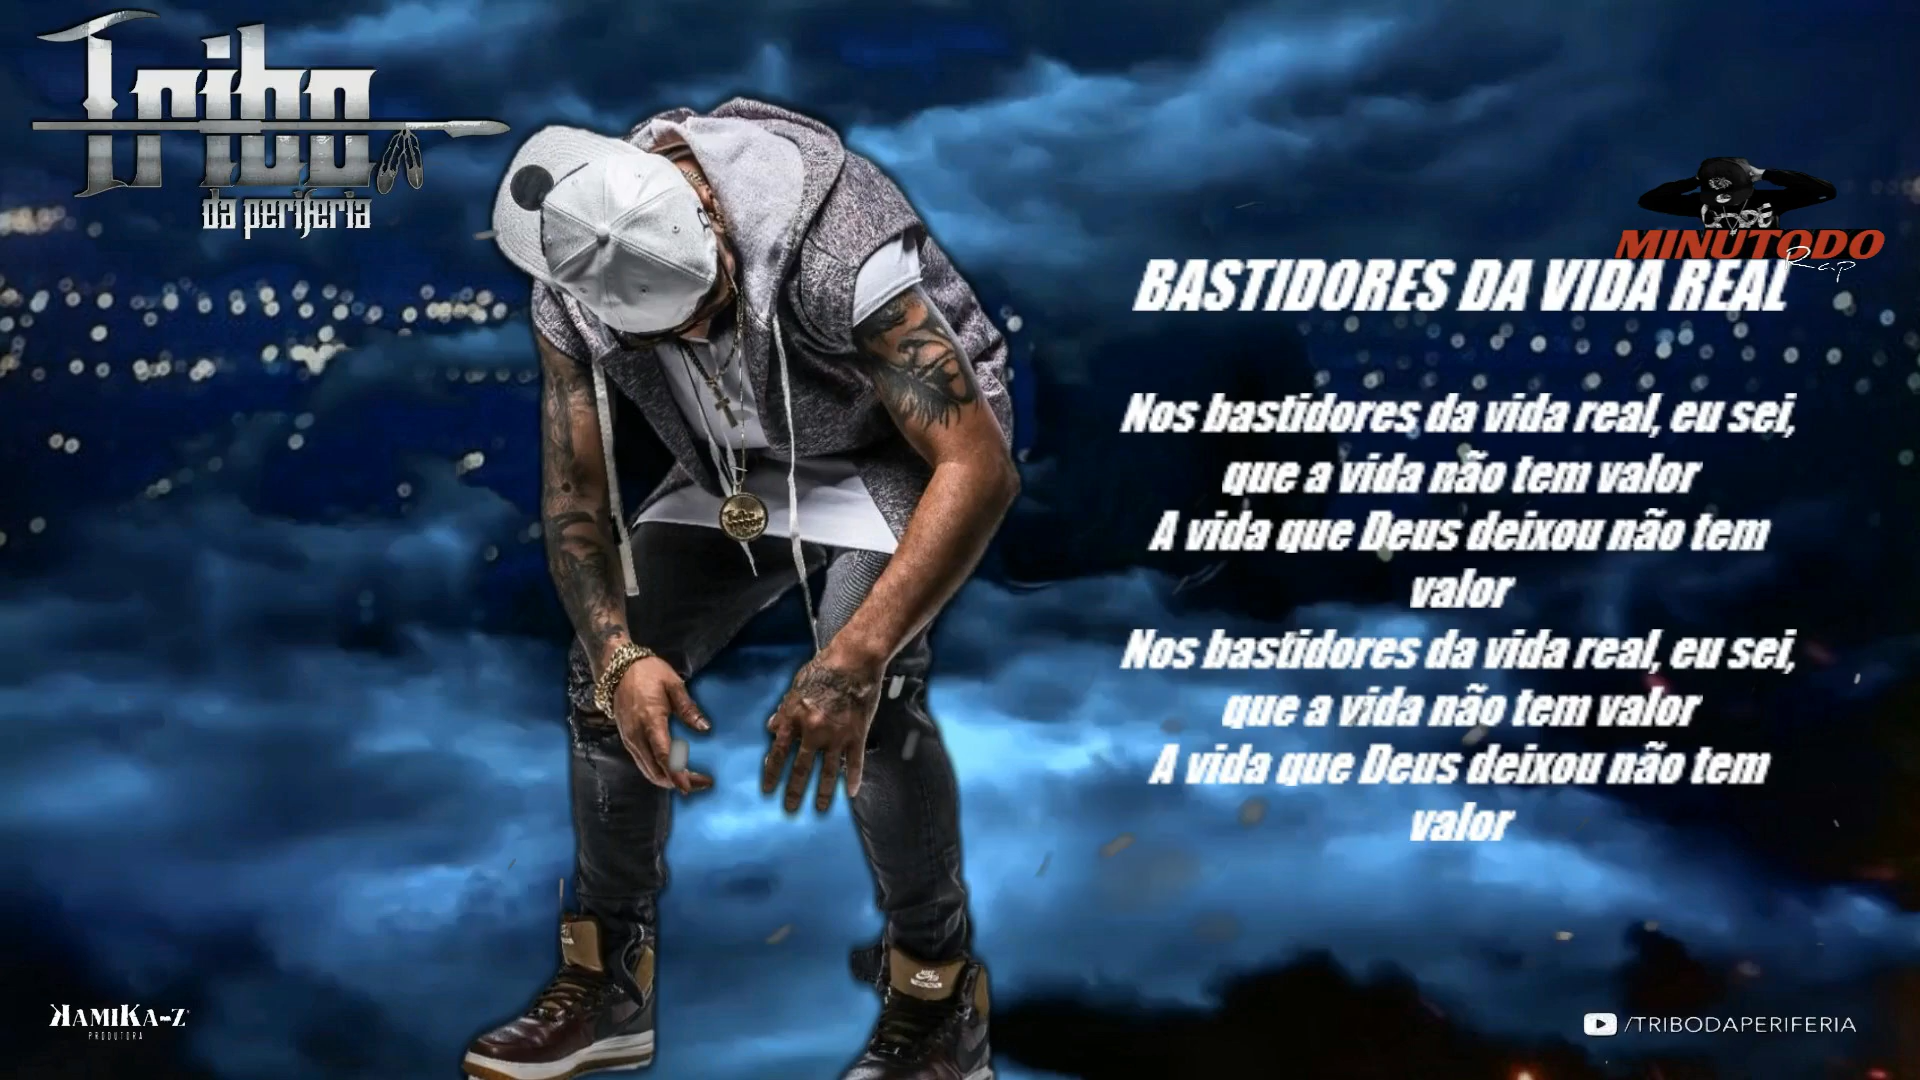 Tribo
da periferia
MINUTODO
Rap
BASTIDORES DA VIDA REAL
Nos bastidores da vida real, eu sei,
que a vida não tem valor
A vida que Deus deixou não tem
valor
Nos bastidores da vida real, eu sei,
que a vida não tem valor
A vida que Deus deixou não tem
valor
KAMIKA-Z
PRODUTORA
/TRIBODAPERIFERIA